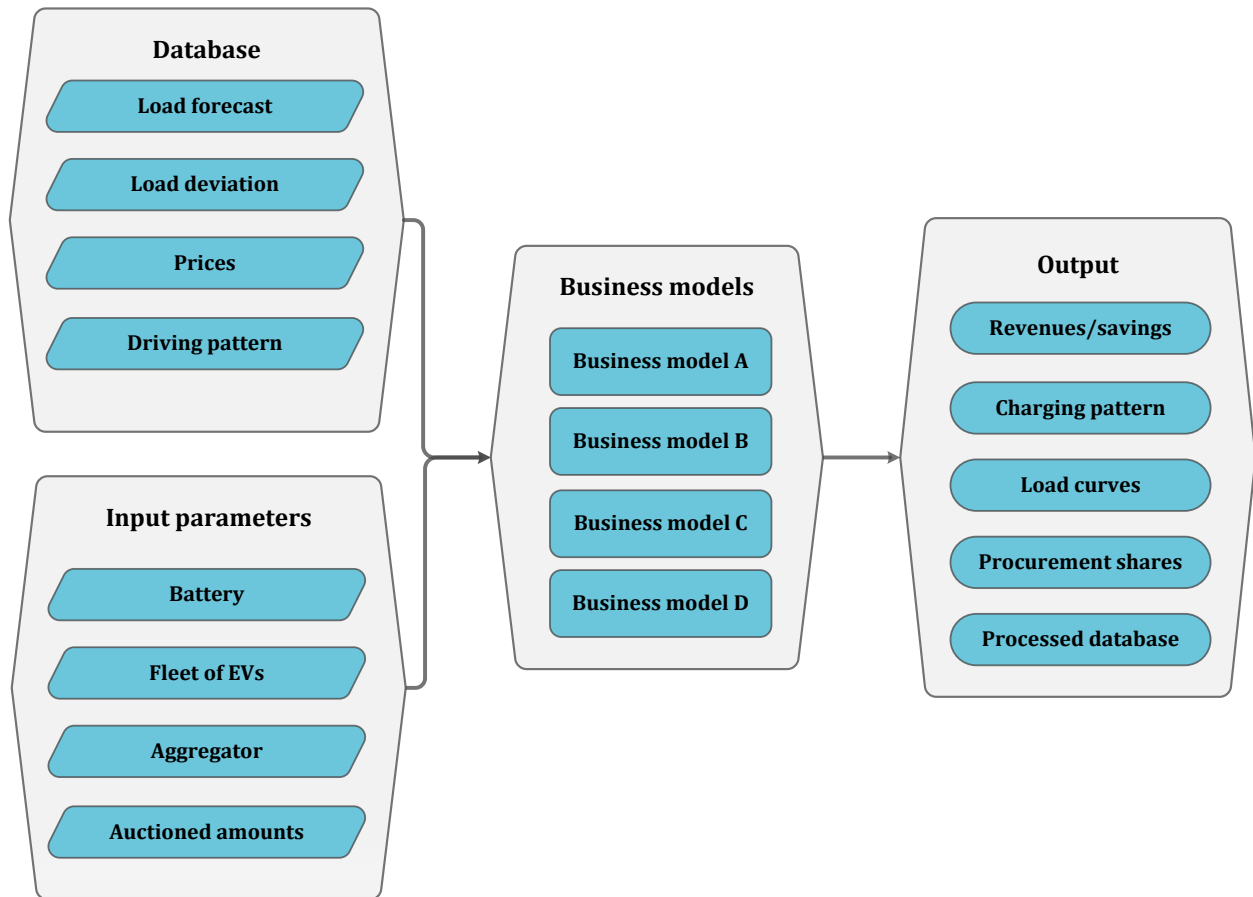 Database
Load forecast
Load deviation
Prices
Driving pattern
Input parameters
Battery
Fleet of EVs
Aggregator
Auctioned amounts
Business models
Business model A
Business model B
Business model C
Business model D
Output
Revenues/savings
Charging pattern
Load curves
Procurement shares
Processed database